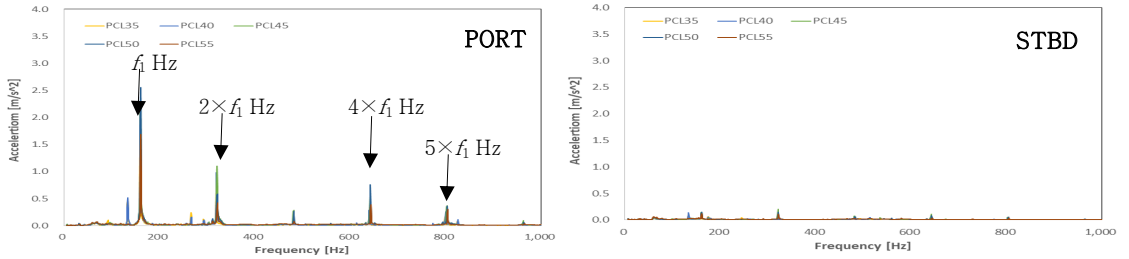 PCL35 PCL40 PCL45
PCL50 PCL55
PORT
f₁ Hz
2×f₁ Hz
4×f₁ Hz
5×f₁ Hz
4.0
3.5
3.0
2.5
2.0
1.5
1.0
0.5
0.0
Accelertiom [m/s^2]
0 200 400 600 800 1,000
Frequency [Hz]
PCL35 PCL40 PCL45
PCL50 PCL55
STBD
4.0
3.5
3.0
2.5
2.0
1.5
1.0
0.5
0.0
Accelertiom [m/s^2]
0 200 400 600 800 1,000
Frequency [Hz]